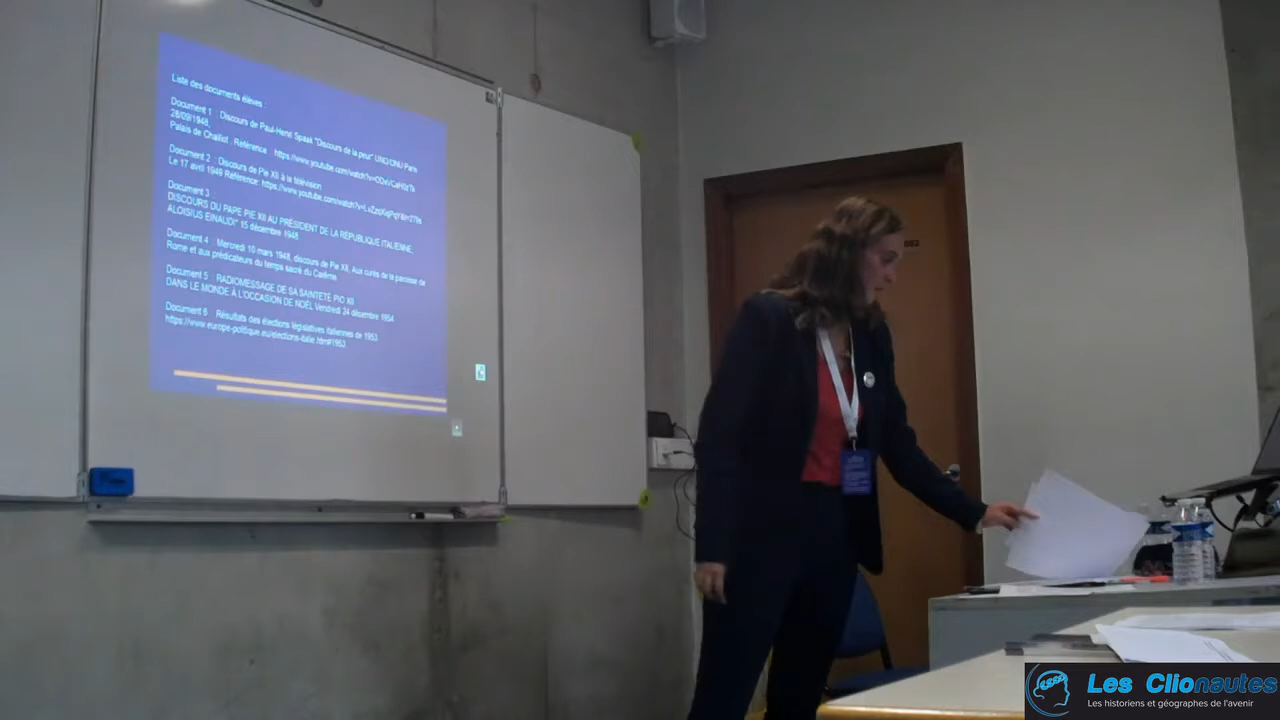 Liste des documents élèves :
Document 1 : Discours de Paul-Henri Spaak "Discours de la peur" UNO/ONU Paris
28/09/1948,
Palais de Chaillot : Référence : https://www.youtube.com/watch?v=
Document 2 : Discours de Pie XII à la télévision
Le 17 avril 1949 Référence: https://www.youtube.com/watch?v=
Document 3 :
DISCOURS DU PAPE PIE XII AU PRÉSIDENT DE LA RÉPUBLIQUE ITALIENNE,
ALOISIUS EINAUDI" 15 décembre 1948
Document 4 : Mercredi 10 mars 1948, discours de Pie XII, Aux curés de la paroisse de
Rome et aux prédicateurs du temps sacré du Carême
Document 5 : RADIOMESSAGE DE SA SAINTETÉ PIO XII
DANS LE MONDE À L'OCCASION DE NOËL Vendredi 24 décembre 1954
Document 6 : Résultats des élections législatives italiennes de 1953
https://www.europe-politique.eu/elections-italie.htm#1953
Les Clionautes
Les historiens et géographes de l'avenir